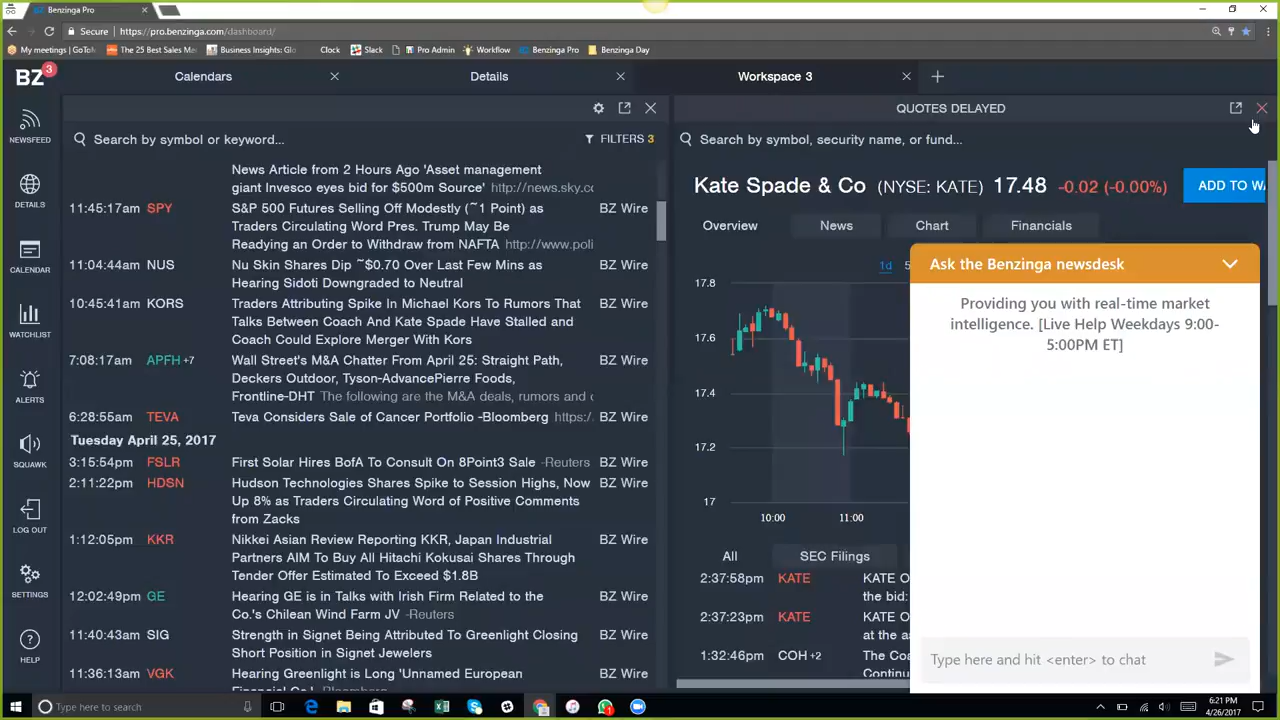 Benzinga Pro
Secure https://pro.benzinga.com/dashboard/
My meetings | GoTo
The 25 Best Sales Me
Business Insights: Glo
Clock
Slack
Pro Admin
Workflow
Benzinga Pro
Benzinga Day
BZ 3
Calendars
Details
Workspace 3
QUOTES DELAYED
NEWSFEED
DETAILS
CALENDAR
WATCHLIST
ALERTS
SQUAWK
LOG OUT
SETTINGS
HELP
Search by symbol or keyword...
FILTERS 3
News Article from 2 Hours Ago 'Asset management
giant Invesco eyes bid for $500m Source' http://news.sky.cc
11:45:17am SPY S&P 500 Futures Selling Off Modestly (~1 Point) as BZ Wire
Traders Circulating Word Pres. Trump May Be
Readying an Order to Withdraw from NAFTA http://www.poli
11:04:44am NUS Nu Skin Shares Dip ~$0.70 Over Last Few Mins as BZ Wire
Hearing Sidoti Downgraded to Neutral
10:45:41am KORS Traders Attributing Spike In Michael Kors To Rumors That BZ Wire
Talks Between Coach And Kate Spade Have Stalled and
Coach Could Explore Merger With Kors
7:08:17am APFH +7 Wall Street's M&A Chatter From April 25: Straight Path, BZ Wire
Deckers Outdoor, Tyson-AdvancePierre Foods,
Frontline-DHT The following are the M&A deals, rumors and c
6:28:55am TEVA Teva Considers Sale of Cancer Portfolio -Bloomberg https:/. BZ Wire
Tuesday April 25, 2017
3:15:54pm FSLR First Solar Hires BofA To Consult On 8Point3 Sale -Reuters BZ Wire
2:11:22pm HDSN Hudson Technologies Shares Spike to Session Highs, Now BZ Wire
Up 8% as Traders Circulating Word of Positive Comments
from Zacks
1:12:05pm KKR Nikkei Asian Review Reporting KKR, Japan Industrial BZ Wire
Partners AIM To Buy All Hitachi Kokusai Shares Through
Tender Offer Estimated To Exceed $1.8B
12:02:49pm GE Hearing GE is in Talks with Irish Firm Related to the BZ Wire
Co.'s Chilean Wind Farm JV -Reuters
11:40:43am SIG Strength in Signet Being Attributed To Greenlight Closing BZ Wire
Short Position in Signet Jewelers
11:36:13am VGK Hearing Greenlight is Long 'Unnamed European BZ Wire
Search by symbol, security name, or fund...
Kate Spade & Co (NYSE: KATE) 17.48 -0.02 (-0.00%) ADD TO WA
Overview News Chart Financials
1d 5
17.8
17.6
17.4
17.2
17
10:00 11:00
All SEC Filings
2:37:58pm KATE KATE O
the bid:
2:37:23pm KATE KATE O
at the a
1:32:46pm COH +2 The Coa
Continu
Ask the Benzinga newsdesk
Providing you with real-time market
intelligence. [Live Help Weekdays 9:00-
5:00PM ET]
Type here and hit <enter> to chat
Type here to search
6:21 PM
4/26/2017